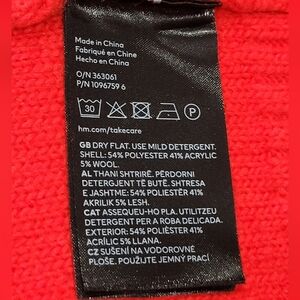 Made in China
Fabriqué en Chine
Hecho en China
O/N 363061
P/N 1096759 6
30
P
hm.com/takecare
GB DRY FLAT. USE MILD DETERGENT.
SHELL: 54% POLYESTER 41% ACRYLIC
5% WOOL.
AL THANI SHTRIRË. PËRDORNI
DETERGJENT TË BUTË. SHTRESA
E JASHTME: 54% POLIESTËR 41%
AKRILIK 5% LESH.
CAT ASSEQUEU-HO PLA. UTILITZEU
DETERGENT PER A ROBA DELICADA.
EXTERIOR: 54% POLIÈSTER 41%
ACRÍLIC 5% LLANA.
CZ SUŠENÍ NA VODOROVNÉ
PLOŠE. POUŽIJTE JEMNÝ PRACÍ